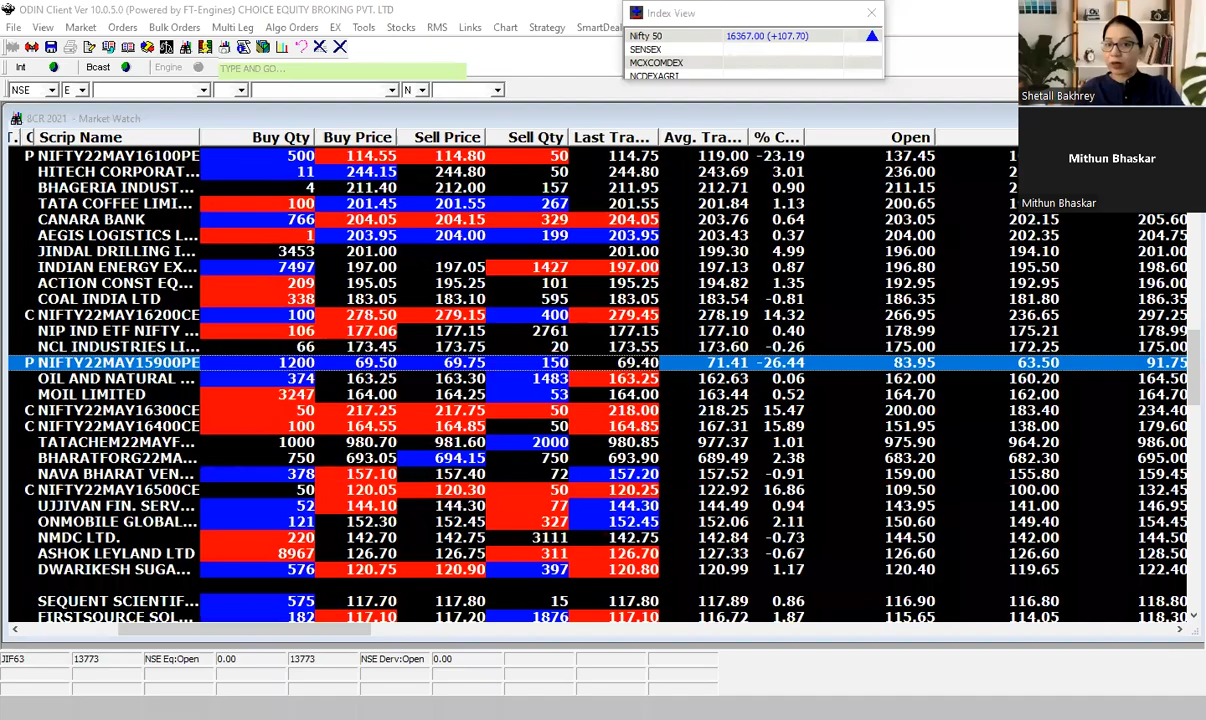 ODIN Client Ver 10.0.5.0 (Powered by FT-Engines) CHOICE EQUITY BROKING PVT. LTD
File View Market Orders Bulk Orders Multi Leg Algo Orders EX Tools Stocks RMS Links Chart Strategy SmartDeal
Int Bcast Engine TYPE AND GO...
NSE E N
Index View
Nifty 50 16367.00 (+107.70)
SENSEX
MCXCOMDEX
NCDEXAGRI
Shetall Bakhrey
Mithun Bhaskar
Mithun Bhaskar
BCR 2021 - Market Watch
Scrip Name Buy Qty Buy Price Sell Price Sell Qty Last Tra... Avg. Tra... % C... Open
P NIFTY22MAY16100PE 500 114.55 114.80 50 114.75 119.00 -23.19 137.45
HITECH CORPORAT... 11 244.15 244.80 50 244.80 243.69 3.01 236.00
BHAGERIA INDUST... 4 211.40 212.00 157 211.95 212.71 0.90 211.15
TATA COFFEE LIMI... 100 201.45 201.55 267 201.55 201.84 1.13 200.65
CANARA BANK 766 204.05 204.15 329 204.05 203.76 0.64 203.05 202.15 205.60
AEGIS LOGISTICS L... 1 203.95 204.00 199 203.95 203.43 0.37 204.00 202.35 204.75
JINDAL DRILLING I... 3453 201.00 201.00 199.30 4.99 196.00 194.10 201.00
INDIAN ENERGY EX... 7497 197.00 197.05 1427 197.00 197.13 0.87 196.80 195.50 198.60
ACTION CONST EQ... 209 195.05 195.25 101 195.05 194.82 1.35 192.95 192.95 196.35
COAL INDIA LTD 338 183.05 183.10 595 183.05 183.54 -0.81 186.35 181.80 186.35
C NIFTY22MAY16200CE 100 278.50 279.15 400 279.45 278.19 14.32 266.95 236.65 297.25
NIP IND ETF NIFTY ... 106 177.06 177.15 2761 177.15 177.10 0.40 178.99 175.21 178.99
NCL INDUSTRIES LI... 66 173.45 173.75 20 173.55 173.60 -0.26 175.00 172.25 175.00
P NIFTY22MAY15900PE 1200 69.50 69.75 150 69.40 71.41 -26.44 83.95 63.50 91.75
OIL AND NATURAL ... 374 163.25 163.30 1483 163.25 162.63 0.06 162.00 160.20 164.50
MOIL LIMITED 3247 164.00 164.25 53 164.00 163.44 0.52 164.70 161.75 164.70
C NIFTY22MAY16300CE 50 217.25 217.75 50 218.00 218.25 15.47 200.00 183.40 234.40
C NIFTY22MAY16400CE 100 164.55 164.85 50 164.85 167.31 15.89 151.95 138.00 179.60
TATACHEM22MAYF... 1000 980.70 981.60 2000 980.85 977.37 1.01 975.90 964.20 986.00
BHARATFORG22MA... 750 693.05 694.15 750 693.90 689.49 2.38 683.20 682.30 695.00
NAVA BHARAT VEN... 378 157.10 157.40 72 157.20 157.52 -0.91 159.00 155.80 159.45
C NIFTY22MAY16500CE 50 120.05 120.30 50 120.25 122.92 16.86 109.50 100.00 132.45
UJJIVAN FIN. SERV... 52 144.10 144.30 77 144.30 144.49 0.94 143.95 141.00 146.95
ONMOBILE GLOBAL... 121 152.30 152.45 327 152.45 152.06 2.11 150.60 149.40 154.45
NMDC LTD. 220 142.70 142.75 3111 142.75 142.84 -0.73 144.50 142.00 144.50
ASHOK LEYLAND LTD 8967 126.70 126.75 311 126.70 127.33 -0.67 126.60 126.60 128.50
DWARIKESH SUGA... 576 120.75 120.90 397 120.80 120.99 1.17 120.40 119.65 122.40
SEQUENT SCIENTIF... 575 117.70 117.80 15 117.80 117.89 0.86 116.90 116.80 118.80
FIRSTSOURCE SOL... 182 117.10 117.20 1876 117.10 116.72 1.87 115.65 114.05 117.50
JIF63 13773 NSE Eq:Open 0.00 13773 NSE Derv:Open 0.00